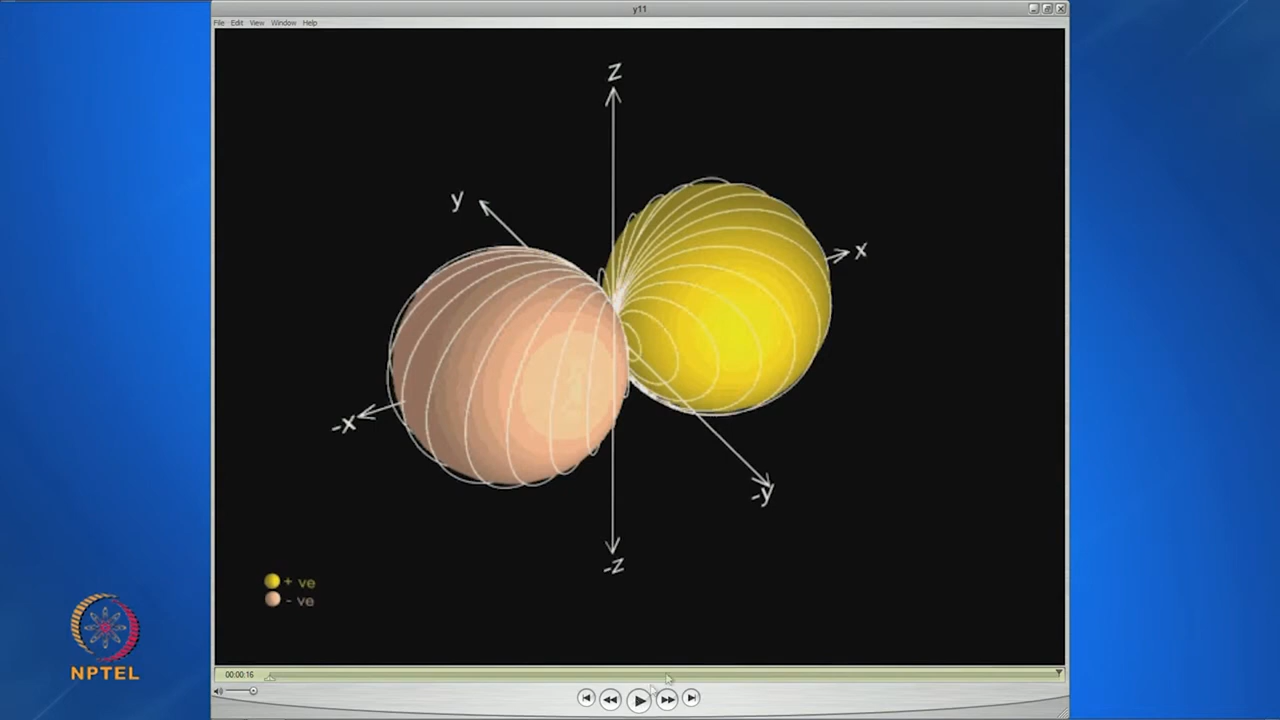 y11
File Edit View Window Help
z
y
x
-x
-y
-z
+ ve
- ve
NPTEL
00:00:16